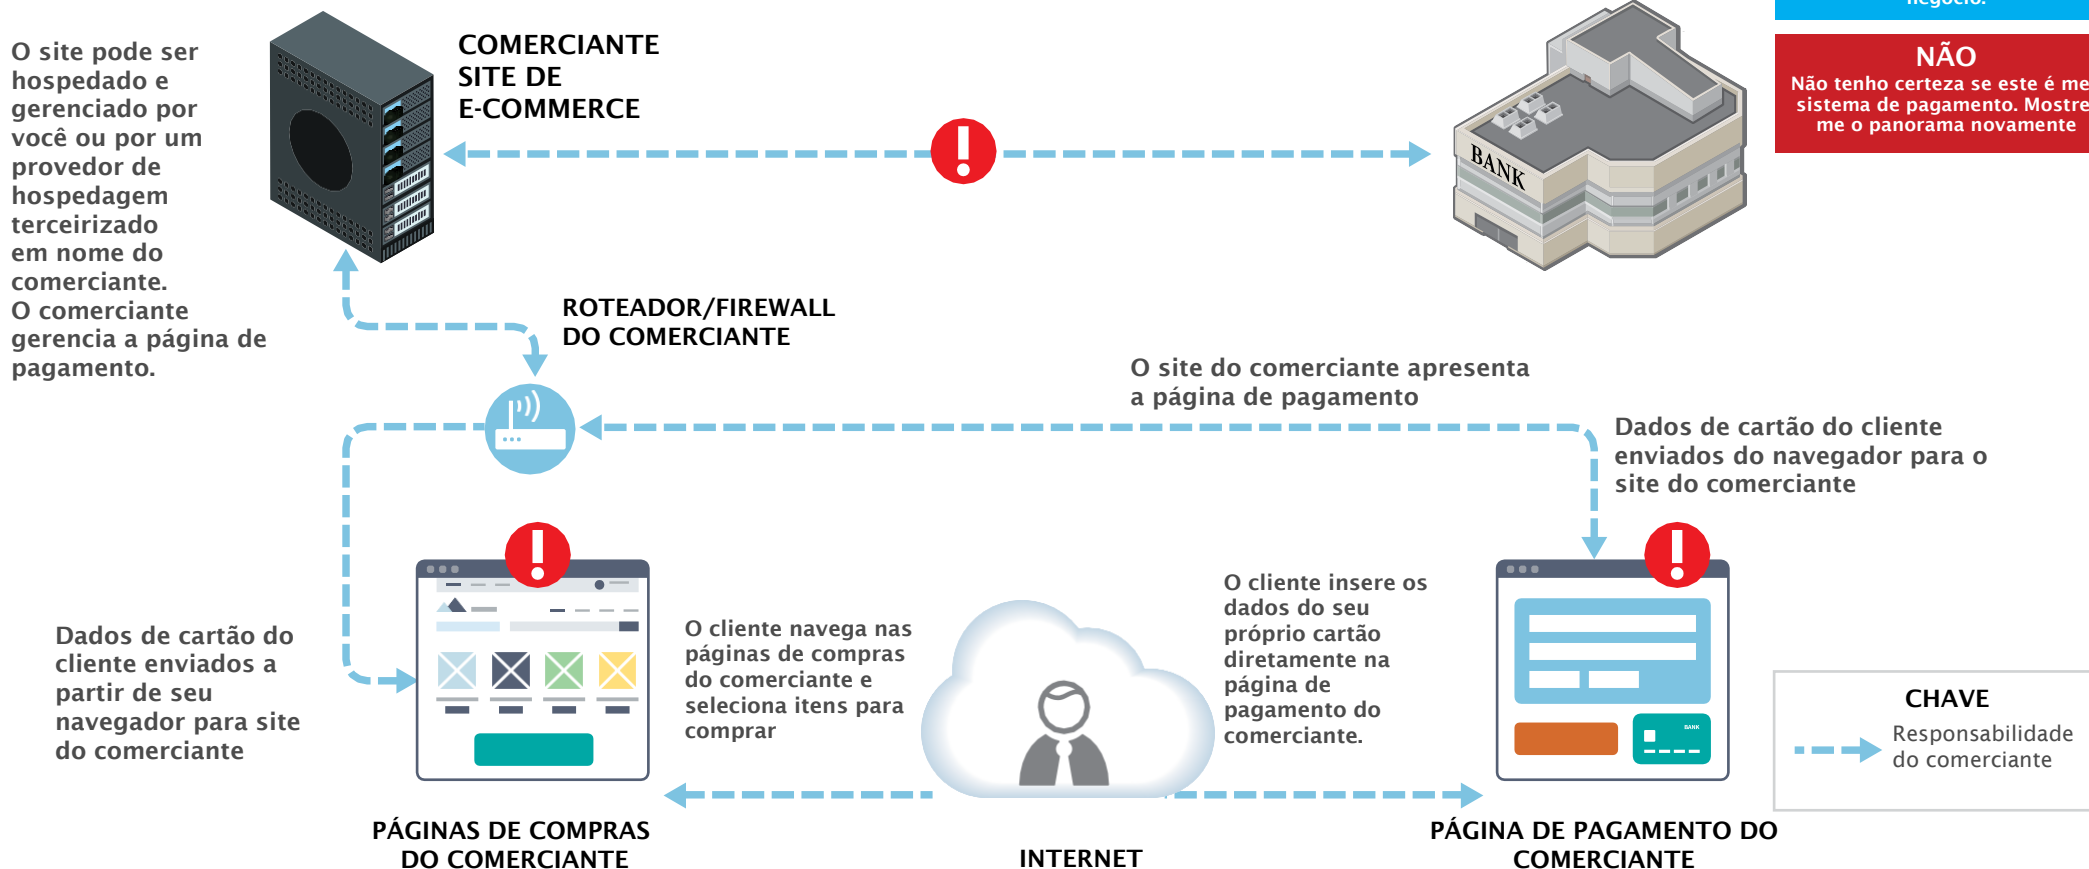 negócio.
NÃO
Não tenho certeza se este é me
sistema de pagamento. Mostre
me o panorama novamente
O site pode ser
hospedado e
gerenciado por
você ou por um
provedor de
hospedagem
terceirizado
em nome do
comerciante.
O comerciante
gerencia a página de
pagamento.
COMERCIANTE
SITE DE
E-COMMERCE
BANK
ROTEADOR/FIREWALL
DO COMERCIANTE
O site do comerciante apresenta
a página de pagamento
Dados de cartão do cliente
enviados do navegador para o
site do comerciante
Dados de cartão do
cliente enviados a
partir de seu
navegador para site
do comerciante
O cliente navega nas
páginas de compras
do comerciante e
seleciona itens para
comprar
O cliente insere os
dados do seu
próprio cartão
diretamente na
página de
pagamento do
comerciante.
BANK
CHAVE
Responsabilidade
do comerciante
PÁGINAS DE COMPRAS
DO COMERCIANTE
INTERNET
PÁGINA DE PAGAMENTO DO
COMERCIANTE